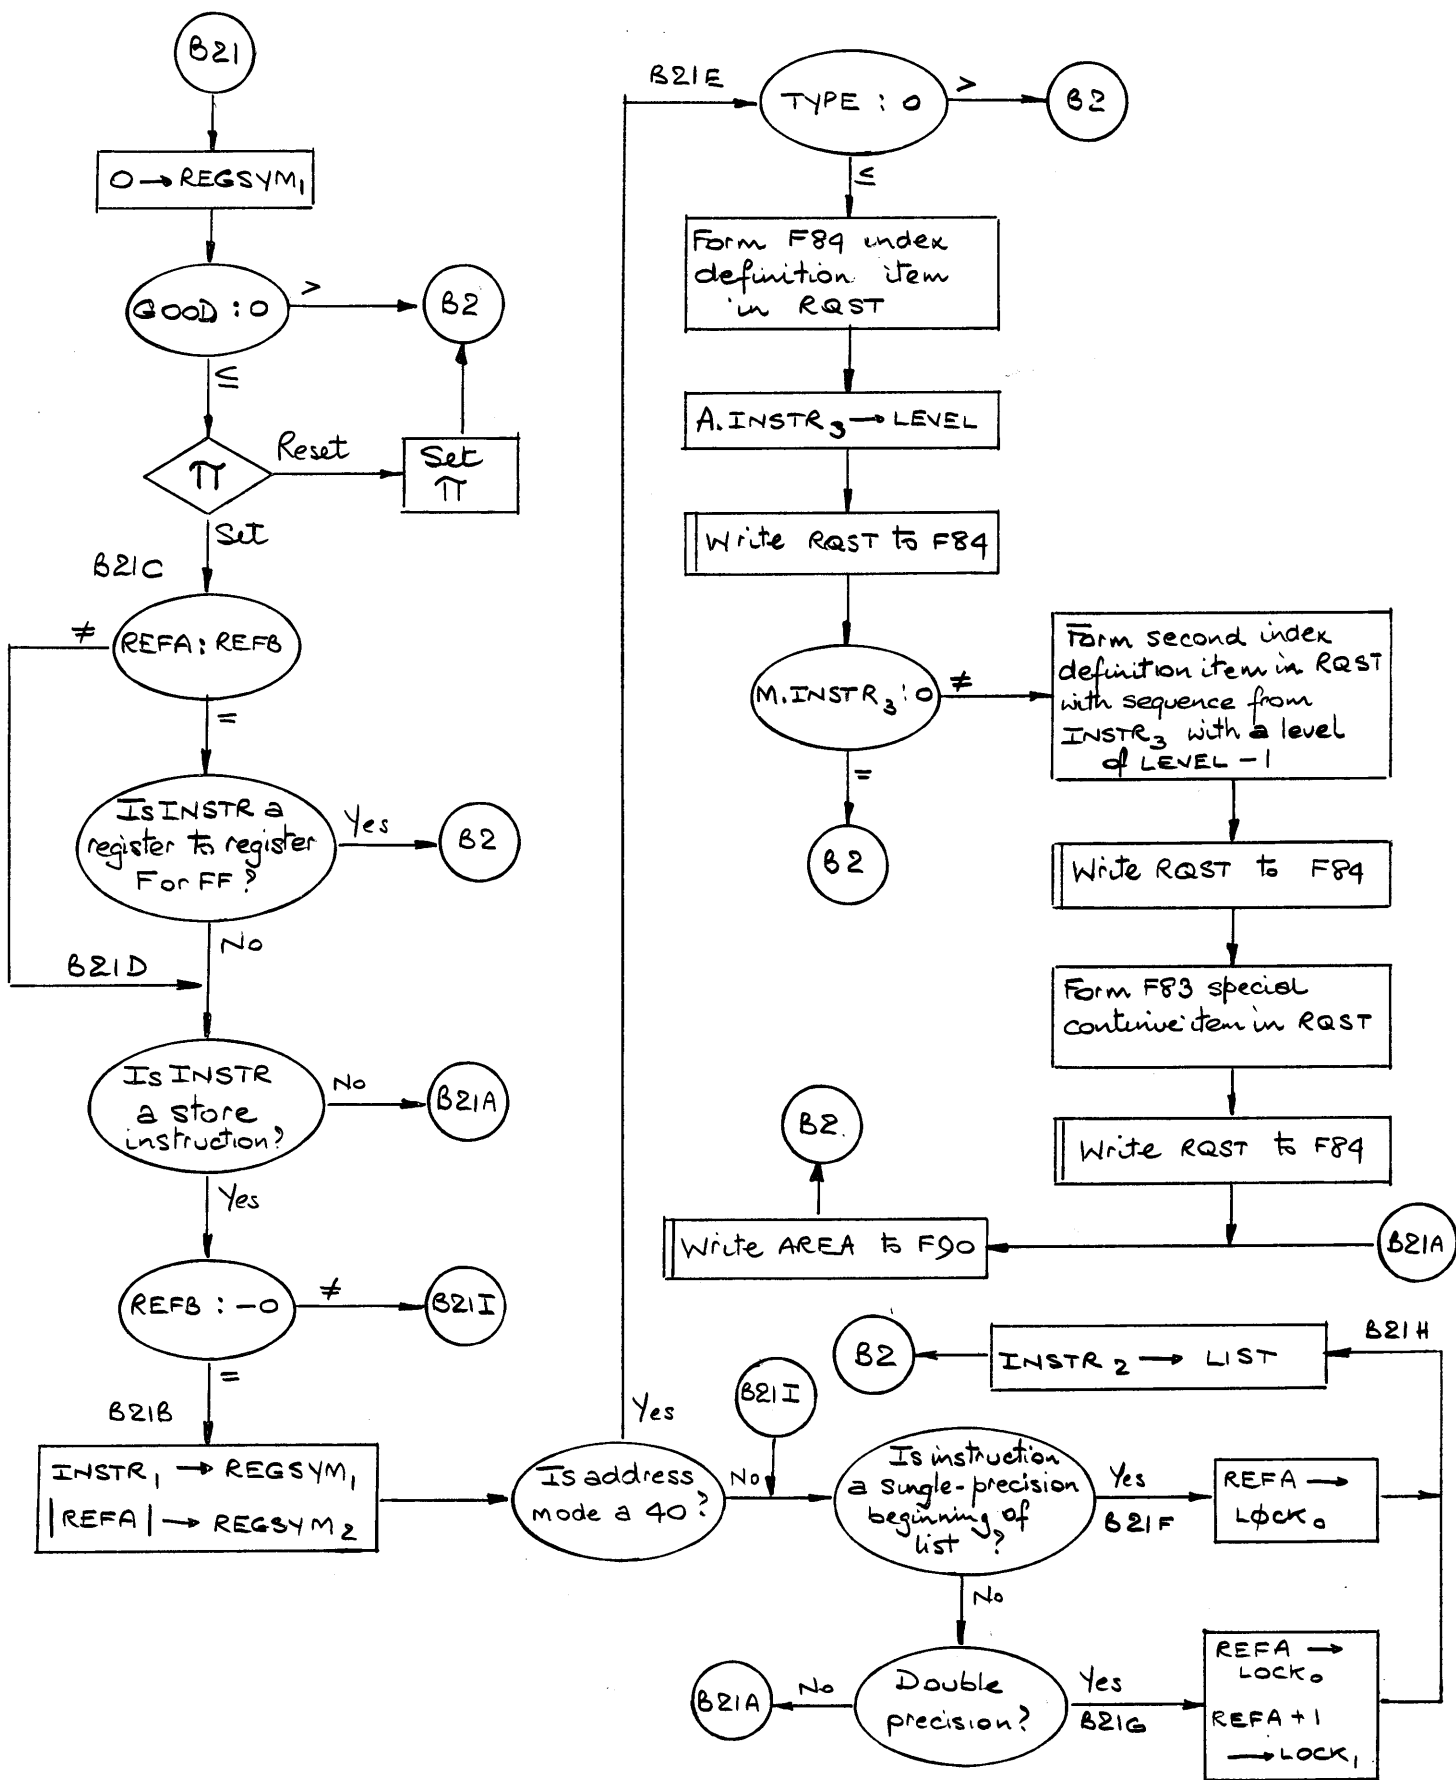 B21
0 → REGSYM₁
GOOD : 0
>
B2
≤
π
Reset
Set
π
Set
B21C
≠
REFA : REFB
=
Is INSTR a
register to register
F or FF ?
Yes
B2
No
B21D
Is INSTR
a store
instruction?
No
B21A
Yes
REFB : -0
≠
B21I
=
B21B
INSTR₁ → REGSYM₁
|REFA| → REGSYM₂
Is address
mode a 40?
Yes
No
B21I
B21E
TYPE : 0
>
B2
≤
Form F84 index
definition item
in RQST
A.INSTR₃ → LEVEL
Write RQST to F84
M.INSTR₃ : 0
≠
=
B2
Form second index
definition item in RQST
with sequence from
INSTR₃ with a level
of LEVEL - 1
Write RQST to F84
Form F83 special
continue item in RQST
Write RQST to F84
B21A
Write AREA to F90
B2.
B21H
INSTR₂ → LIST
B2
Is instruction
a single-precision
beginning of
list ?
Yes
B21F
REFA →
LØCK₀
No
Double
precision?
No
B21A
Yes
B21G
REFA →
LOCK₀
REFA + 1
→ LOCK₁